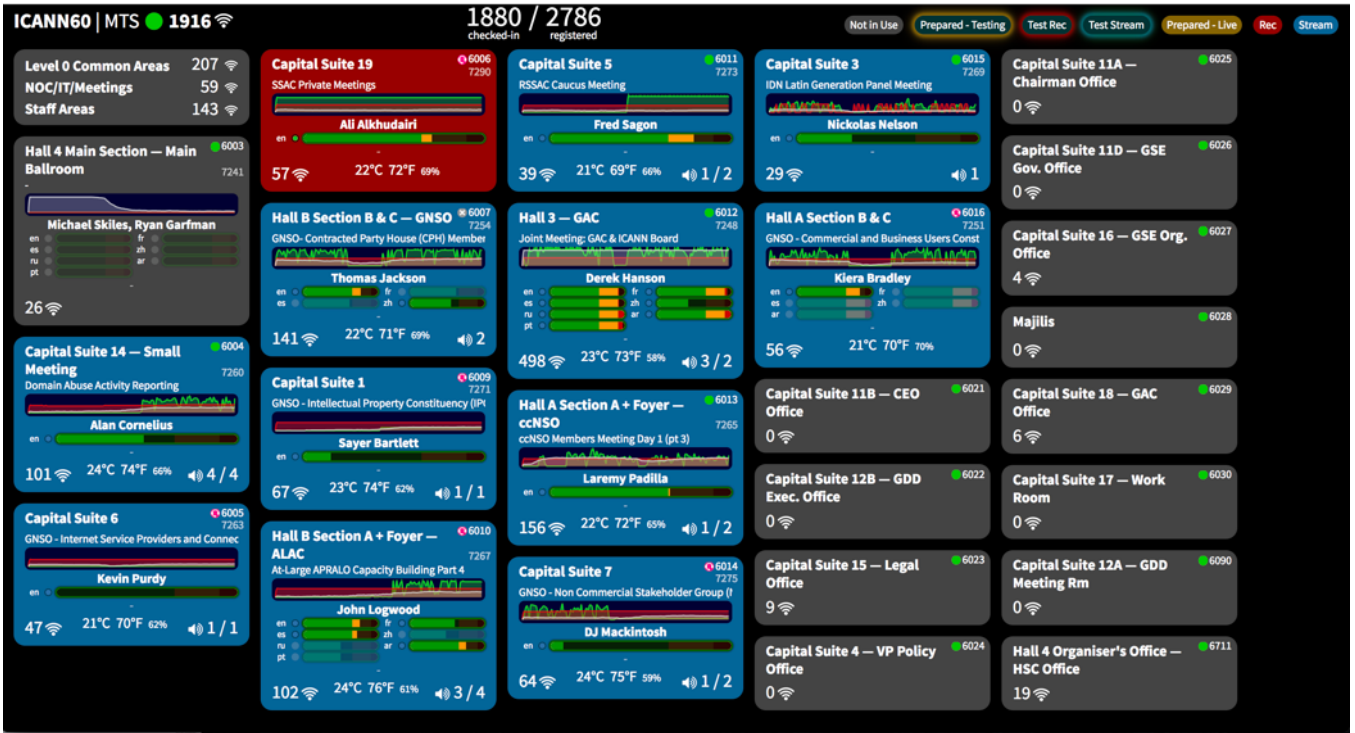 ICANN60 | MTS 1916
1880 / 2786
checked-in registered
Not in Use Prepared - Testing Test Rec Test Stream Prepared - Live Rec Stream
Level 0 Common Areas 207
NOC/IT/Meetings 59
Staff Areas 143
Hall 4 Main Section — Main 6003
Ballroom 7241
-
Michael Skiles, Ryan Garfman
en fr
es zh
ru ar
pt
-
26
Capital Suite 14 — Small 6004
Meeting 7260
Domain Abuse Activity Reporting
Alan Cornelius
en
-
101 24°C 74°F 66% 4 / 4
Capital Suite 6 6005
7263
GNSO - Internet Service Providers and Connec
Kevin Purdy
en
-
47 21°C 70°F 62% 1 / 1
Capital Suite 19 6006
7290
SSAC Private Meetings
Ali Alkhudairi
en
-
57 22°C 72°F 69%
Hall B Section B & C — GNSO 6007
7254
GNSO- Contracted Party House (CPH) Member
Thomas Jackson
en fr
es zh
-
141 22°C 71°F 69% 2
Capital Suite 1 6009
7271
GNSO - Intellectual Property Constituency (IP
Sayer Bartlett
en
-
67 23°C 74°F 62% 1 / 1
Hall B Section A + Foyer — 6010
ALAC 7267
At-Large APRALO Capacity Building Part 4
John Logwood
en fr
es zh
ru ar
pt
-
102 24°C 76°F 61% 3 / 4
Capital Suite 5 6011
7273
RSSAC Caucus Meeting
Fred Sagon
en
-
39 21°C 69°F 66% 1 / 2
Hall 3 — GAC 6012
7248
Joint Meeting: GAC & ICANN Board
Derek Hanson
en fr
es zh
ru ar
pt
-
498 23°C 73°F 58% 3 / 2
Hall A Section A + Foyer — 6013
ccNSO 7265
ccNSO Members Meeting Day 1 (pt 3)
Laremy Padilla
en
-
156 22°C 72°F 65% 1 / 2
Capital Suite 7 6014
7275
GNSO - Non Commercial Stakeholder Group (
DJ Mackintosh
en
-
64 24°C 75°F 59% 1 / 2
Capital Suite 3 6015
7269
IDN Latin Generation Panel Meeting
Nickolas Nelson
en
-
29 1
Hall A Section B & C 6016
7251
GNSO - Commercial and Business Users Const
Kiera Bradley
en fr
es zh
ar
-
56 21°C 70°F 70%
Capital Suite 11B — CEO 6021
Office
0
Capital Suite 12B — GDD 6022
Exec. Office
0
Capital Suite 15 — Legal 6023
Office
9
Capital Suite 4 — VP Policy 6024
Office
0
Capital Suite 11A — 6025
Chairman Office
0
Capital Suite 11D — GSE 6026
Gov. Office
0
Capital Suite 16 — GSE Org. 6027
Office
4
Majilis 6028
0
Capital Suite 18 — GAC 6029
Office
6
Capital Suite 17 — Work 6030
Room
0
Capital Suite 12A — GDD 6090
Meeting Rm
0
Hall 4 Organiser's Office — 6711
HSC Office
19